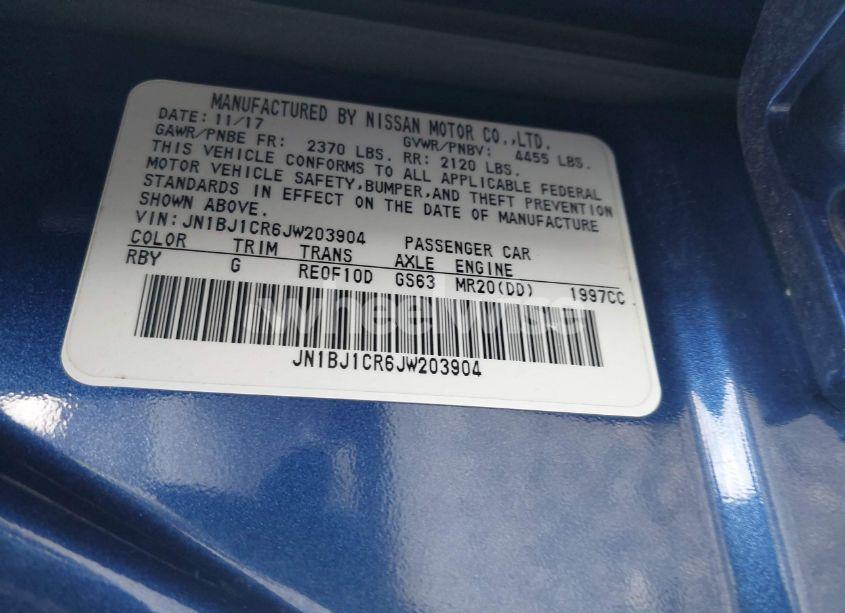 MANUFACTURED BY NISSAN MOTOR CO.,LTD.
DATE: 11/17 GVWR/PNBV: 4455 LBS.
GAWR/PNBE FR: 2370 LBS. RR: 2120 LBS.
THIS VEHICLE CONFORMS TO ALL APPLICABLE FEDERAL
MOTOR VEHICLE SAFETY,BUMPER,AND THEFT PREVENTION
STANDARDS IN EFFECT ON THE DATE OF MANUFACTURE
SHOWN ABOVE.
VIN: JN1BJ1CR6JW203904 PASSENGER CAR
COLOR TRIM TRANS AXLE ENGINE
RBY G RE0F10D GS63 MR20(DD) 1997CC
wheelwise
JN1BJ1CR6JW203904